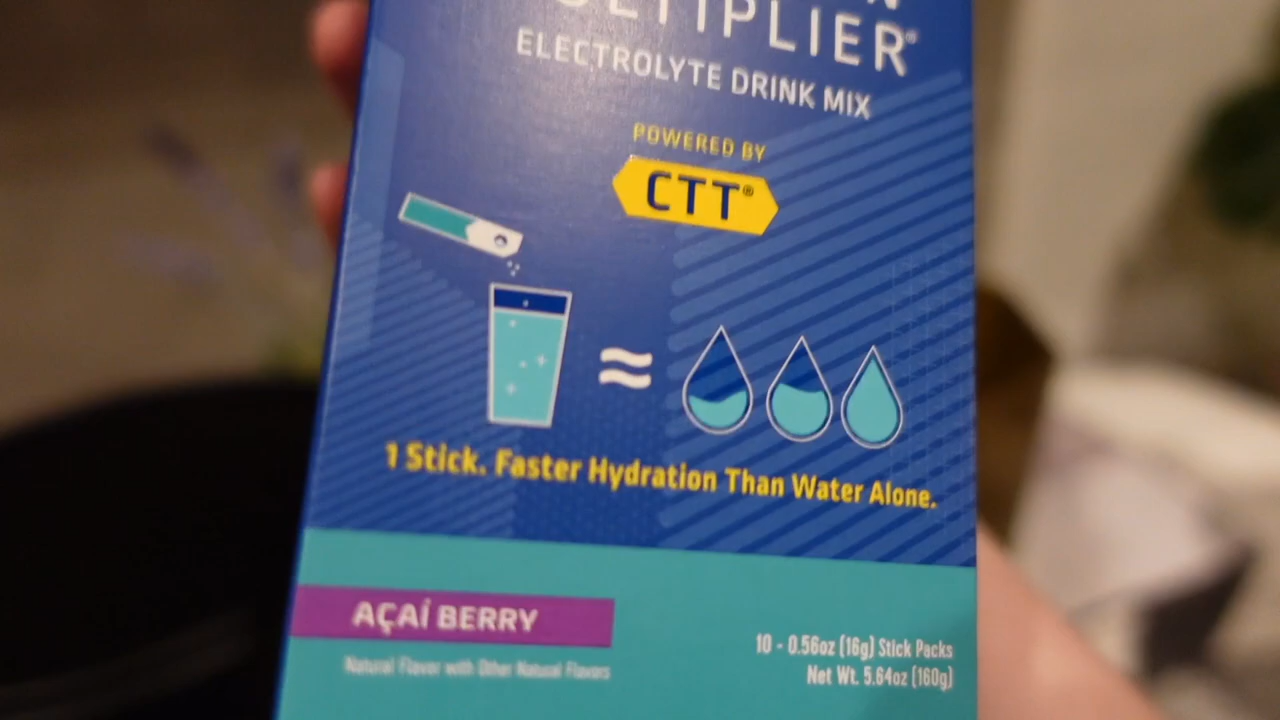 ELECTROLYTE DRINK MIX
POWERED BY
CTT®
1 Stick. Faster Hydration Than Water Alone.
AÇAÍ BERRY
Natural Flavor with Other Natural Flavors
10 - 0.56oz (16g) Stick Packs
Net Wt. 5.64oz (160g)